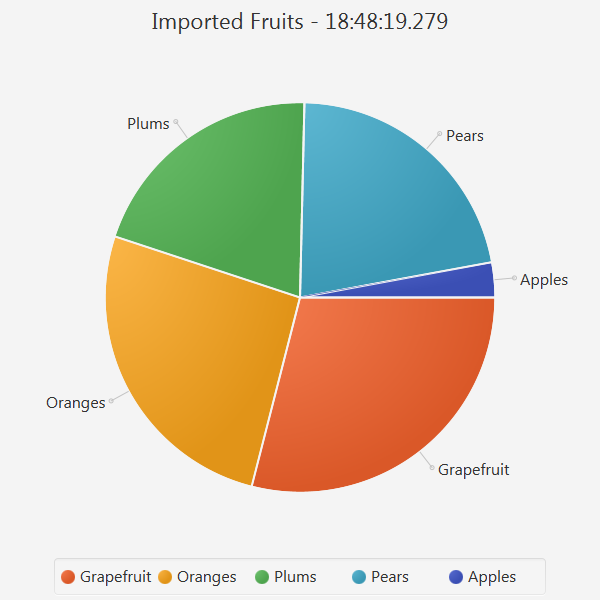 Imported Fruits - 18:48:19.279
Plums
Pears
Apples
Oranges
Grapefruit
Grapefruit Oranges Plums Pears Apples